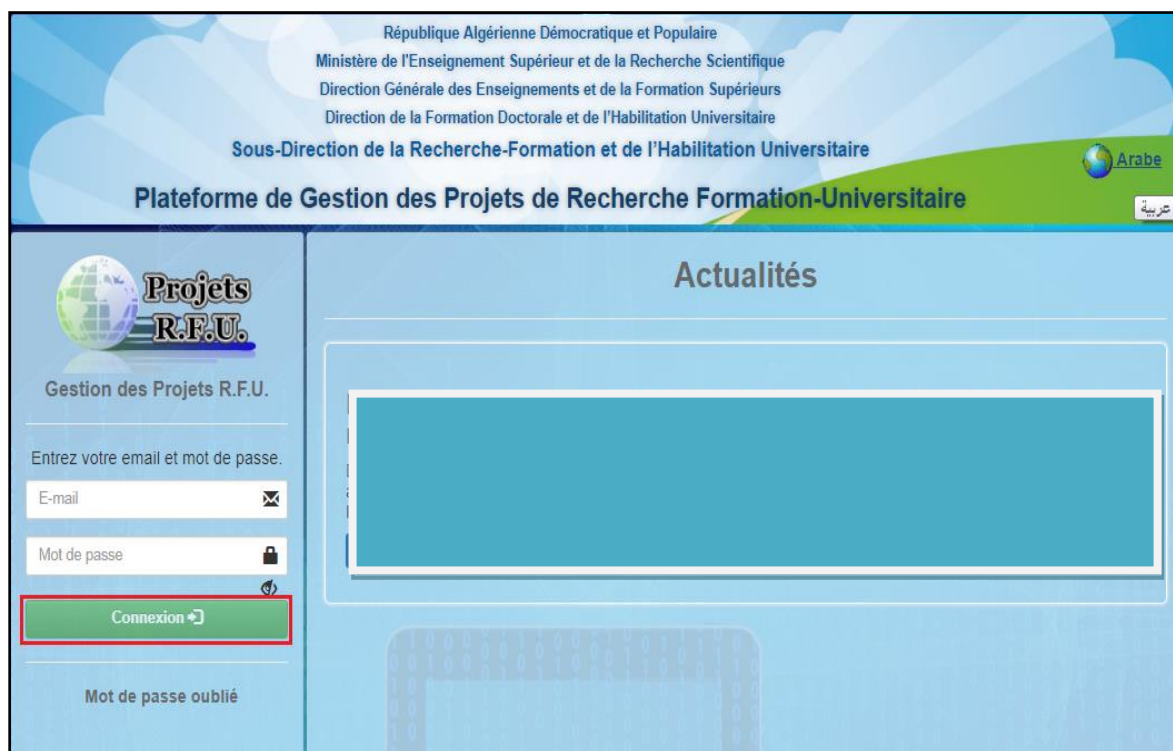 République Algérienne Démocratique et Populaire
Ministère de l'Enseignement Supérieur et de la Recherche Scientifique
Direction Générale des Enseignements et de la Formation Supérieurs
Direction de la Formation Doctorale et de l'Habilitation Universitaire
Sous-Direction de la Recherche-Formation et de l'Habilitation Universitaire
Plateforme de Gestion des Projets de Recherche Formation-Universitaire
Arabe
عربية
Projets
R.F.U.
Gestion des Projets R.F.U.
Entrez votre email et mot de passe.
E-mail
Mot de passe
Connexion
Mot de passe oublié
Actualités